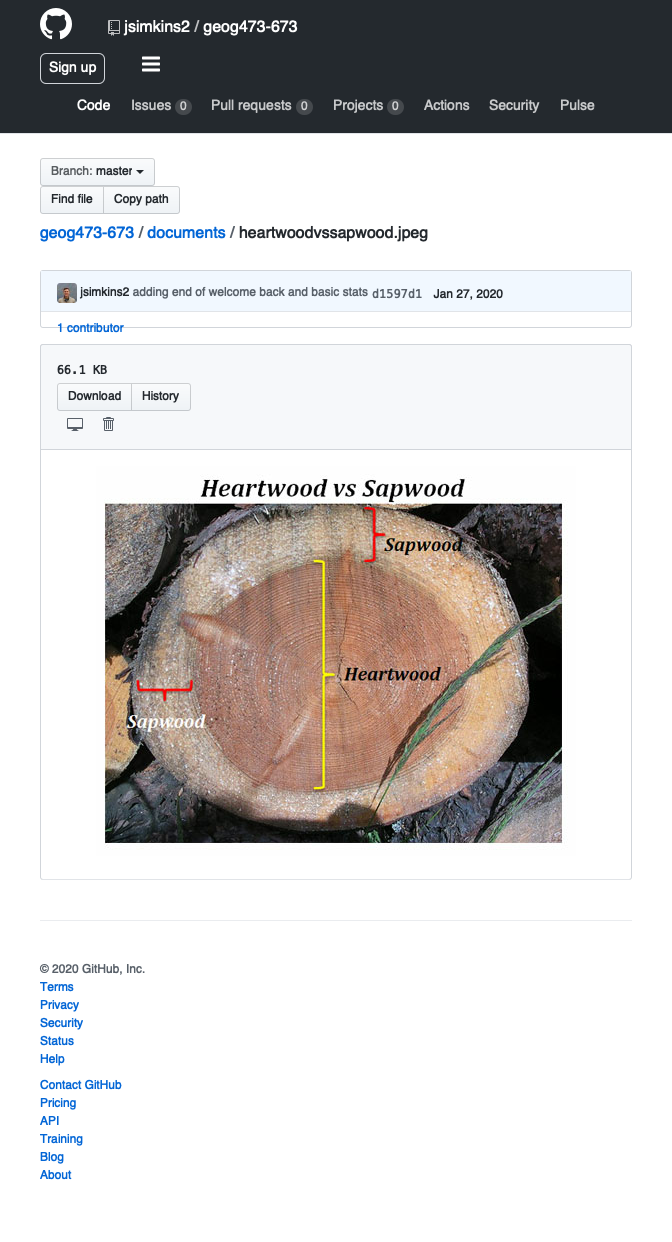 jsimkins2 / geog473-673
Sign up
Code Issues 0 Pull requests 0 Projects 0 Actions Security Pulse
Branch: master
Find file Copy path
geog473-673 / documents / heartwoodvssapwood.jpeg
jsimkins2 adding end of welcome back and basic stats d1597d1 Jan 27, 2020
1 contributor
66.1 KB
Download History
Heartwood vs Sapwood
Sapwood
Heartwood
Sapwood
© 2020 GitHub, Inc.
Terms
Privacy
Security
Status
Help
Contact GitHub
Pricing
API
Training
Blog
About